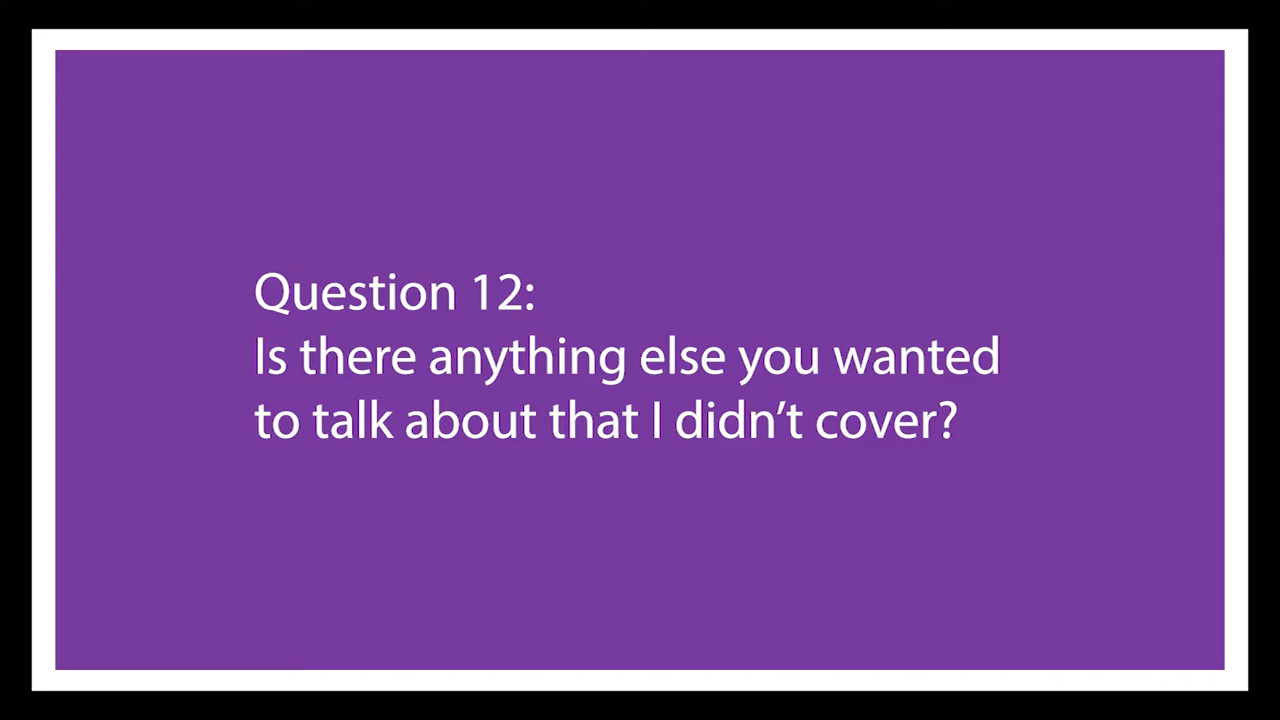 Question 12:
Is there anything else you wanted
to talk about that I didn’t cover?